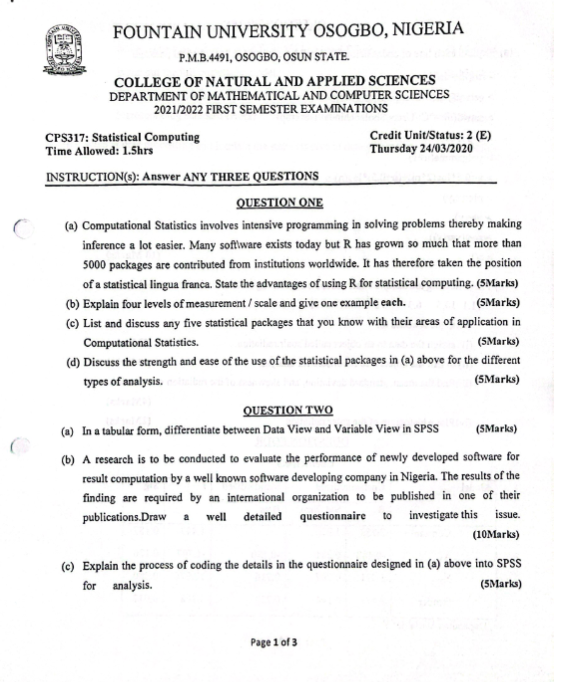 FOUNTAIN UNIVERSITY OSOGBO, NIGERIA
P.M.B.4491, OSOGBO, OSUN STATE.
COLLEGE OF NATURAL AND APPLIED SCIENCES
DEPARTMENT OF MATHEMATICAL AND COMPUTER SCIENCES
2021/2022 FIRST SEMESTER EXAMINATIONS
CPS317: Statistical Computing
Credit Unit/Status: 2 (E)
Time Allowed: 1.5hrs
Thursday 24/03/2020
INSTRUCTION(s): Answer ANY THREE QUESTIONS
QUESTION ONE
(a) Computational Statistics involves intensive programming in solving problems thereby making
inference a lot easier. Many software exists today but R has grown so much that more than
5000 packages are contributed from institutions worldwide. It has therefore taken the position
of a statistical lingua franca. State the advantages of using R for statistical computing. (5Marks)
(b) Explain four levels of measurement / scale and give one example each. (5Marks)
(c) List and discuss any five statistical packages that you know with their areas of application in
Computational Statistics. (5Marks)
(d) Discuss the strength and ease of the use of the statistical packages in (a) above for the different
types of analysis. (5Marks)
QUESTION TWO
(a) In a tabular form, differentiate between Data View and Variable View in SPSS (5Marks)
(b) A research is to be conducted to evaluate the performance of newly developed software for
result computation by a well known software developing company in Nigeria. The results of the
finding are required by an international organization to be published in one of their
publications.Draw a well detailed questionnaire to investigate this issue.
(10Marks)
(c) Explain the process of coding the details in the questionnaire designed in (a) above into SPSS
for analysis. (5Marks)
Page 1 of 3